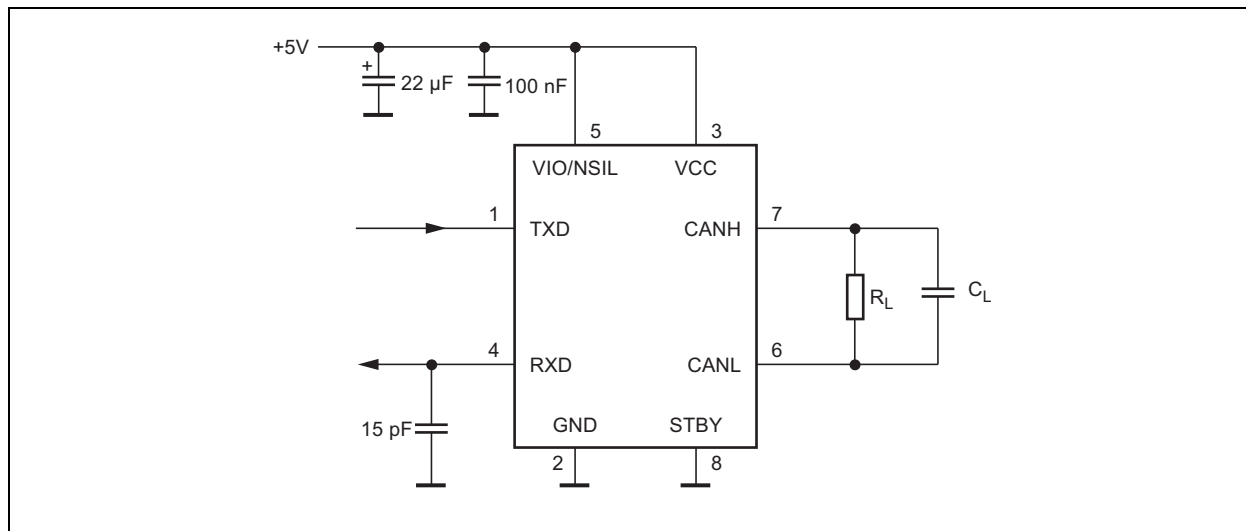 +5V
+
22 µF
100 nF
5
3
VIO/NSIL
VCC
1
TXD
CANH
7
R_L
C_L
4
RXD
CANL
6
15 pF
GND
STBY
2
8